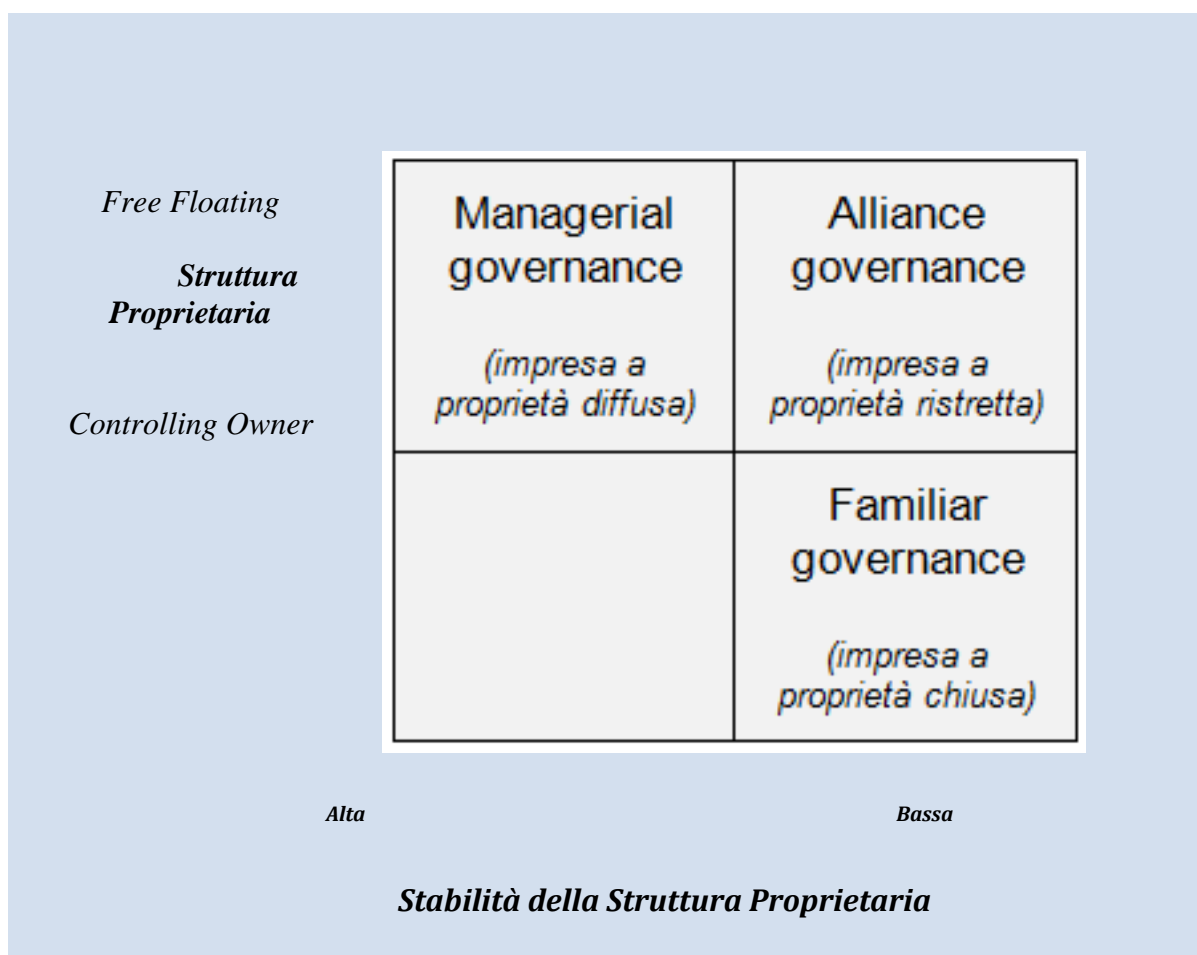 Free Floating
Struttura
Proprietaria
Controlling Owner
Managerial
governance
(impresa a
proprietà diffusa)
Alliance
governance
(impresa a
proprietà ristretta)
Familiar
governance
(impresa a
proprietà chiusa)
Alta
Bassa
Stabilità della Struttura Proprietaria